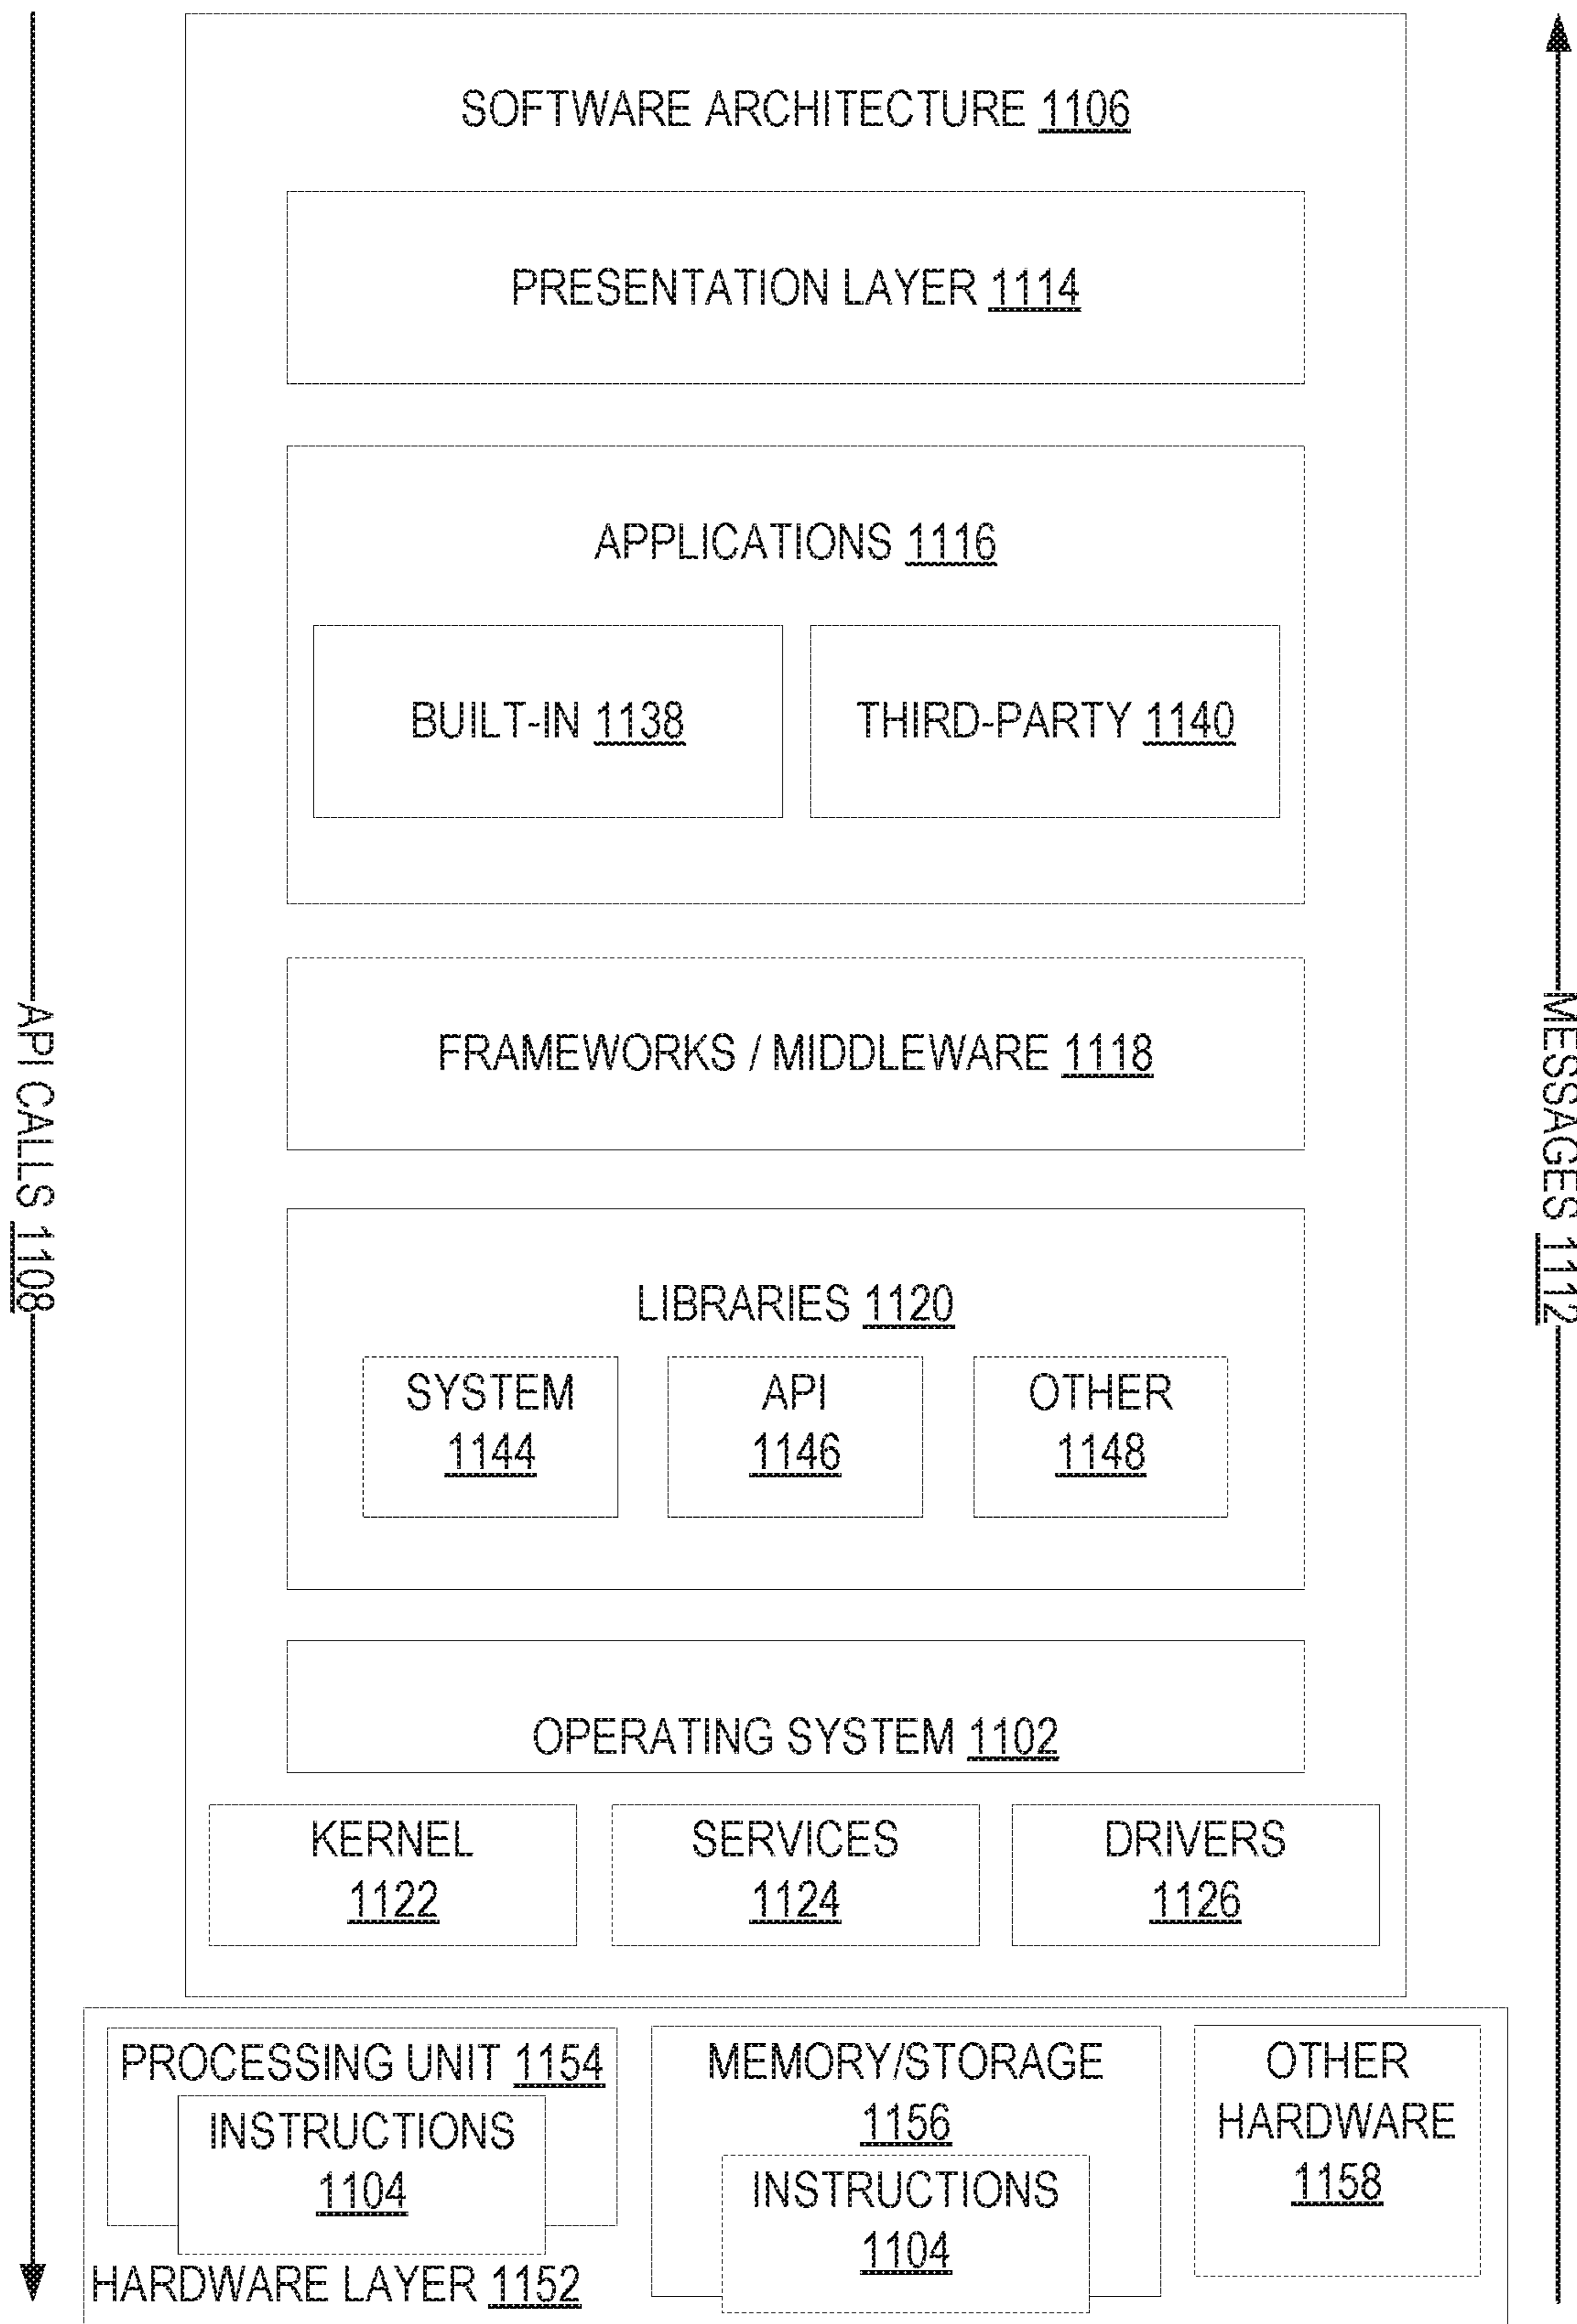 SOFTWARE ARCHITECTURE 1106
PRESENTATION LAYER 1114
APPLICATIONS 1116
BUILT-IN 1138
THIRD-PARTY 1140
FRAMEWORKS / MIDDLEWARE 1118
API CALLS 1108
MESSAGES 1112
LIBRARIES 1120
SYSTEM
1144
API
1146
OTHER
1148
OPERATING SYSTEM 1102
KERNEL
1122
SERVICES
1124
DRIVERS
1126
PROCESSING UNIT 1154
INSTRUCTIONS
1104
MEMORY/STORAGE
1156
INSTRUCTIONS
1104
OTHER
HARDWARE
1158
HARDWARE LAYER 1152